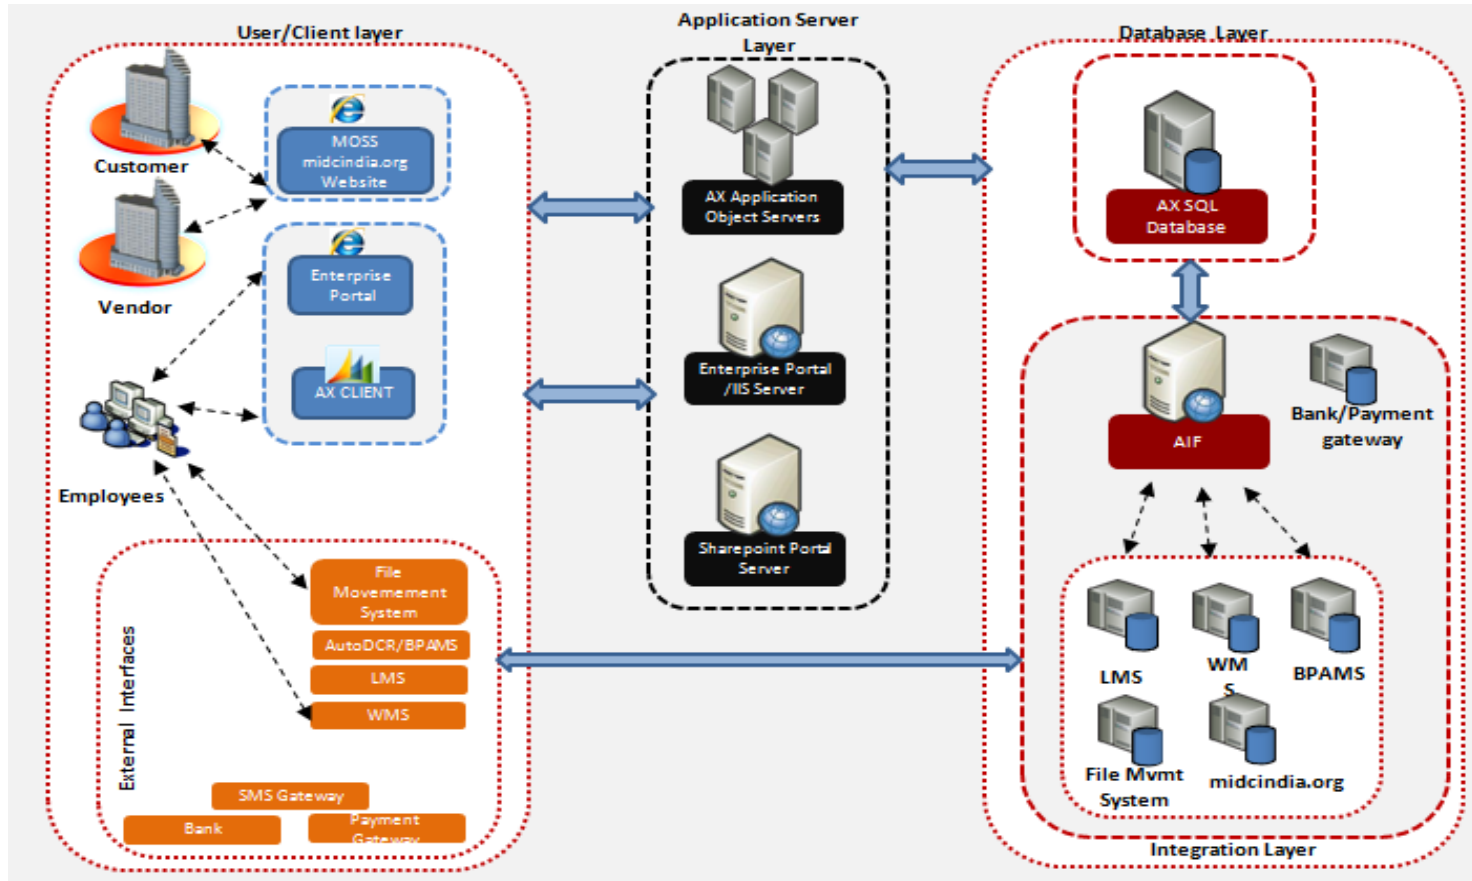 User/Client layer
Customer
Vendor
MOSS
midcindia.org
Website
Enterprise
Portal
AX CLIENT
Employees
External Interfaces
File
Movemement
System
AutoDCR/BPAMS
LMS
WMS
SMS Gateway
Bank
Payment
Gateway
Application Server
Layer
AX Application
Object Servers
Enterprise Portal
/IIS Server
Sharepoint Portal
Server
Database Layer
AX SQL
Database
AIF
Bank/Payment
gateway
LMS
WM
S
BPAMS
File Mvmt
System
midcindia.org
Integration Layer